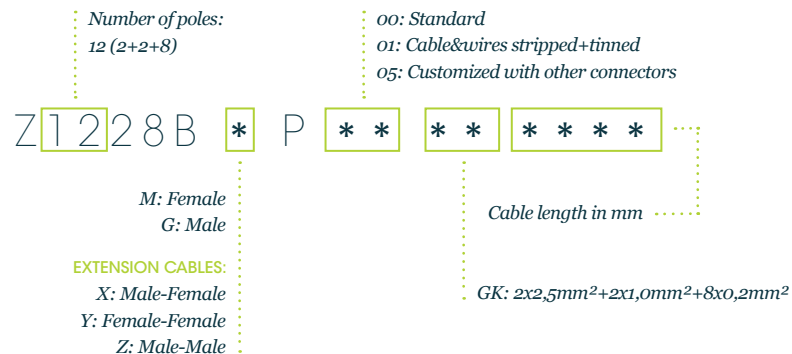 Number of poles:
12 (2+2+8)
00: Standard
01: Cable&wires stripped+tinned
05: Customized with other connectors
Z1228B * P ** ** ****
M: Female
G: Male
Cable length in mm
EXTENSION CABLES:
X: Male-Female
Y: Female-Female
Z: Male-Male
GK: 2x2,5mm²+2x1,0mm²+8x0,2mm²